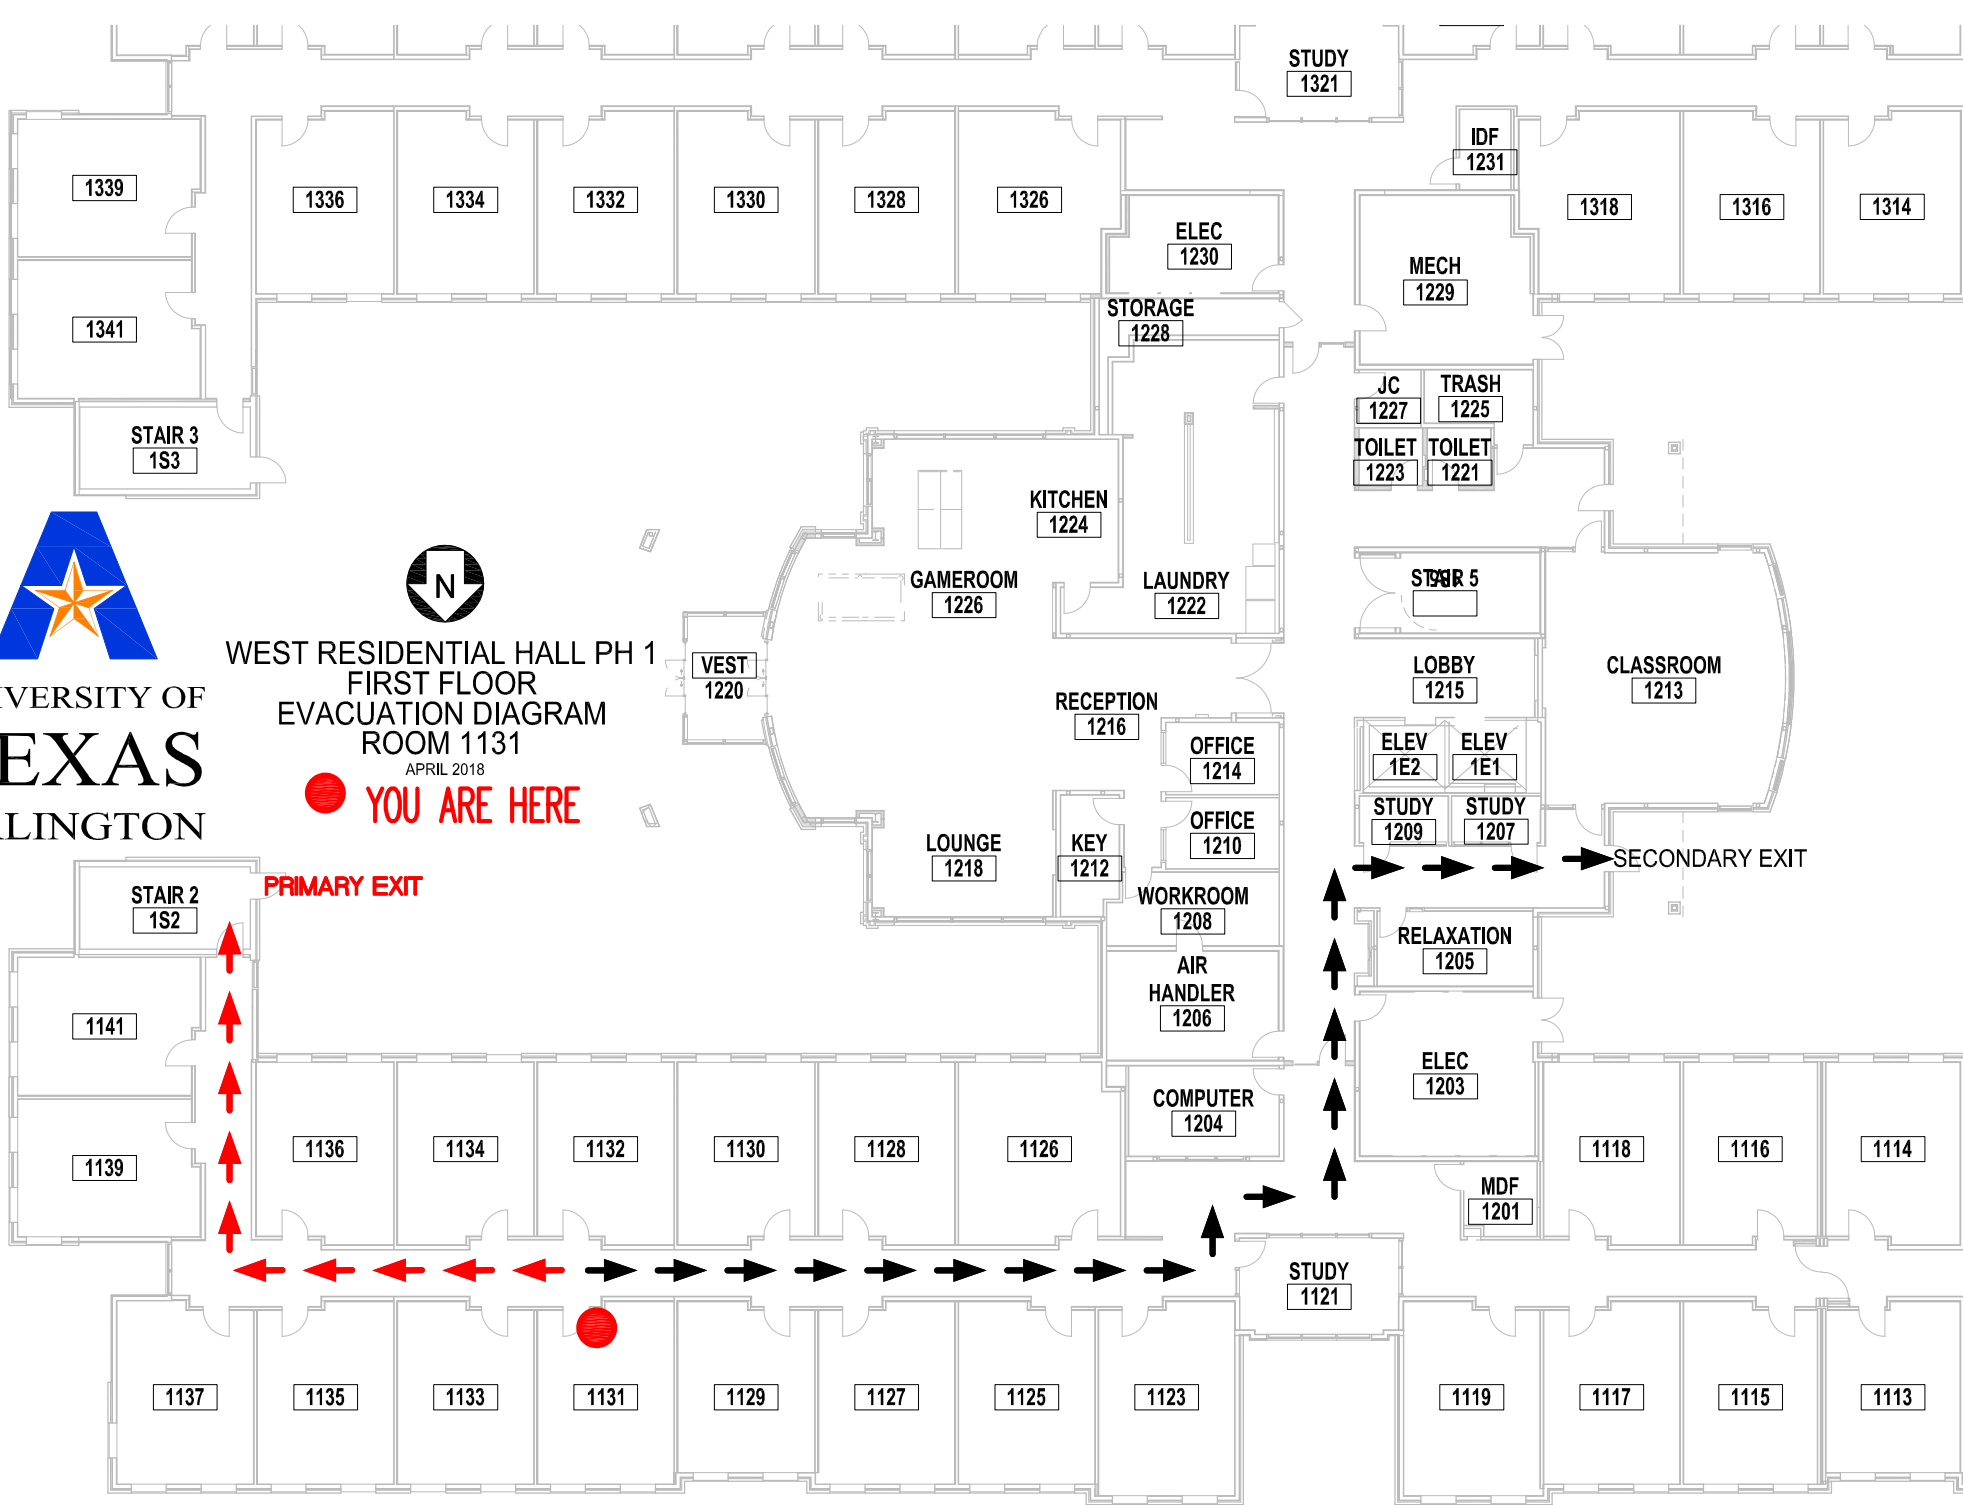 STUDY
1321
IDF
1231
1339
1336
1334
1332
1330
1328
1326
1318
1316
1314
ELEC
1230
MECH
1229
STORAGE
1228
1341
JC
1227
TRASH
1225
STAIR 3
1S3
TOILET
1223
TOILET
1221
KITCHEN
1224
N
GAMEROOM
1226
LAUNDRY
1222
STAIR 5
WEST RESIDENTIAL HALL PH 1
FIRST FLOOR
EVACUATION DIAGRAM
ROOM 1131
APRIL 2018
YOU ARE HERE
IVERSITY OF
EXAS
LINGTON
VEST
1220
RECEPTION
1216
LOBBY
1215
CLASSROOM
1213
OFFICE
1214
ELEV
1E2
ELEV
1E1
OFFICE
1210
STUDY
1209
STUDY
1207
LOUNGE
1218
KEY
1212
SECONDARY EXIT
PRIMARY EXIT
STAIR 2
1S2
WORKROOM
1208
RELAXATION
1205
AIR
HANDLER
1206
1141
ELEC
1203
COMPUTER
1204
1139
1136
1134
1132
1130
1128
1126
1118
1116
1114
MDF
1201
STUDY
1121
1137
1135
1133
1131
1129
1127
1125
1123
1119
1117
1115
1113